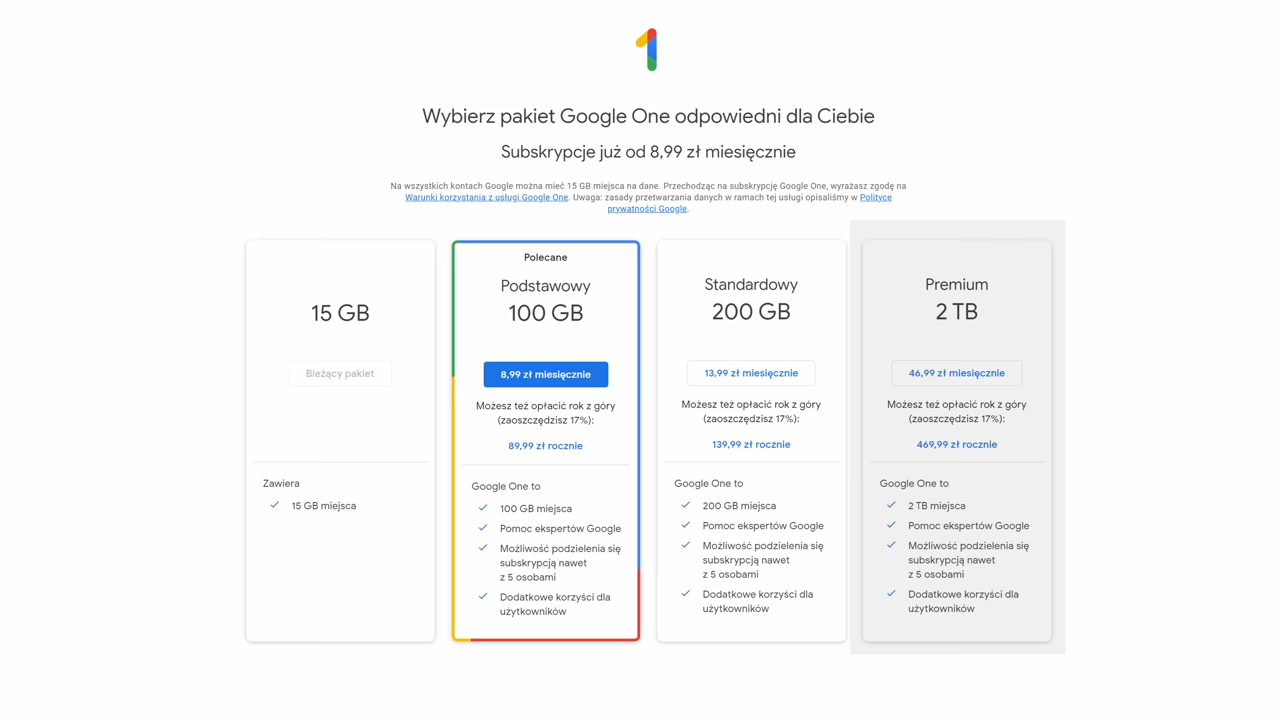 Wybierz pakiet Google One odpowiedni dla Ciebie
Subskrypcje już od 8,99 zł miesięcznie
Na wszystkich kontach Google można mieć 15 GB miejsca na dane. Przechodząc na subskrypcję Google One, wyrażasz zgodę na
Warunki korzystania z usługi Google One. Uwaga: zasady przetwarzania danych w ramach tej usługi opisaliśmy w Polityce
prywatności Google.
15 GB
Bieżący pakiet
Zawiera
15 GB miejsca
Polecane
Podstawowy
100 GB
8,99 zł miesięcznie
Możesz też opłacić rok z góry
(zaoszczędzisz 17%):
89,99 zł rocznie
Google One to
100 GB miejsca
Pomoc ekspertów Google
Możliwość podzielenia się
subskrypcją nawet
z 5 osobami
Dodatkowe korzyści dla
użytkowników
Standardowy
200 GB
13,99 zł miesięcznie
Możesz też opłacić rok z góry
(zaoszczędzisz 17%):
139,99 zł rocznie
Google One to
200 GB miejsca
Pomoc ekspertów Google
Możliwość podzielenia się
subskrypcją nawet
z 5 osobami
Dodatkowe korzyści dla
użytkowników
Premium
2 TB
46,99 zł miesięcznie
Możesz też opłacić rok z góry
(zaoszczędzisz 17%):
469,99 zł rocznie
Google One to
2 TB miejsca
Pomoc ekspertów Google
Możliwość podzielenia się
subskrypcją nawet
z 5 osobami
Dodatkowe korzyści dla
użytkowników